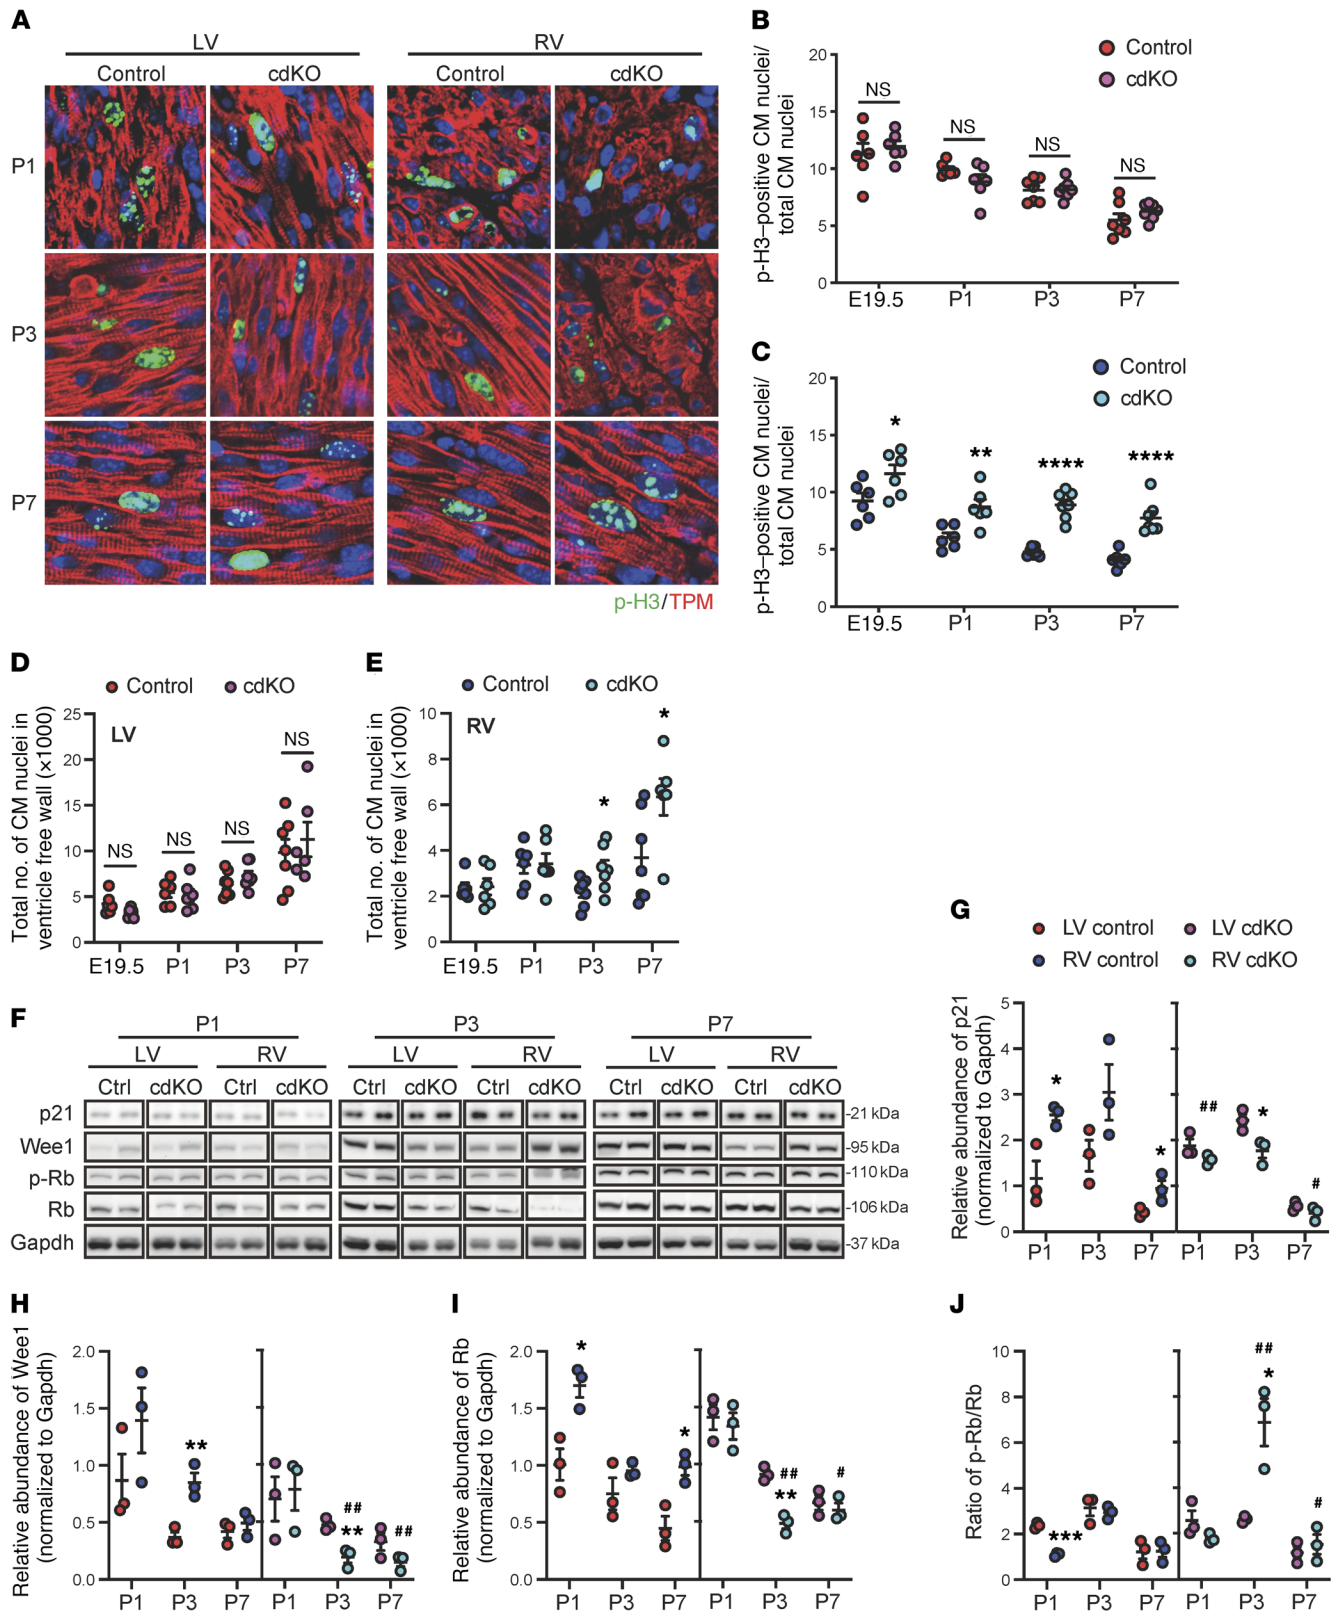 A
LV
RV
Control
cdKO
Control
cdKO
P1
P3
P7
p-H3/TPM
B
Control
cdKO
p-H3–positive CM nuclei/
total CM nuclei
20
15
10
5
0
NS
NS
NS
NS
E19.5
P1
P3
P7
C
Control
cdKO
p-H3–positive CM nuclei/
total CM nuclei
20
15
10
5
0
*
**
****
****
E19.5
P1
P3
P7
D
Control
cdKO
LV
Total no. of CM nuclei in
ventricle free wall (×1000)
25
20
15
10
5
0
NS
NS
NS
NS
E19.5
P1
P3
P7
E
Control
cdKO
RV
Total no. of CM nuclei in
ventricle free wall (×1000)
10
8
6
4
2
0
*
*
E19.5
P1
P3
P7
F
P1
P3
P7
LV
RV
LV
RV
LV
RV
Ctrl
cdKO
Ctrl
cdKO
Ctrl
cdKO
Ctrl
cdKO
Ctrl
cdKO
Ctrl
cdKO
p21
-21 kDa
Wee1
-95 kDa
p-Rb
-110 kDa
Rb
-106 kDa
Gapdh
-37 kDa
G
LV control
LV cdKO
RV control
RV cdKO
Relative abundance of p21
(normalized to Gapdh)
5
4
3
2
1
0
*
*
##
*
#
P1
P3
P7
P1
P3
P7
H
Relative abundance of Wee1
(normalized to Gapdh)
2.0
1.5
1.0
0.5
0.0
**
##
**
##
P1
P3
P7
P1
P3
P7
I
Relative abundance of Rb
(normalized to Gapdh)
2.0
1.5
1.0
0.5
0.0
*
*
##
**
#
P1
P3
P7
P1
P3
P7
J
Ratio of p-Rb/Rb
10
8
6
4
2
0
****
##
*
#
P1
P3
P7
P1
P3
P7